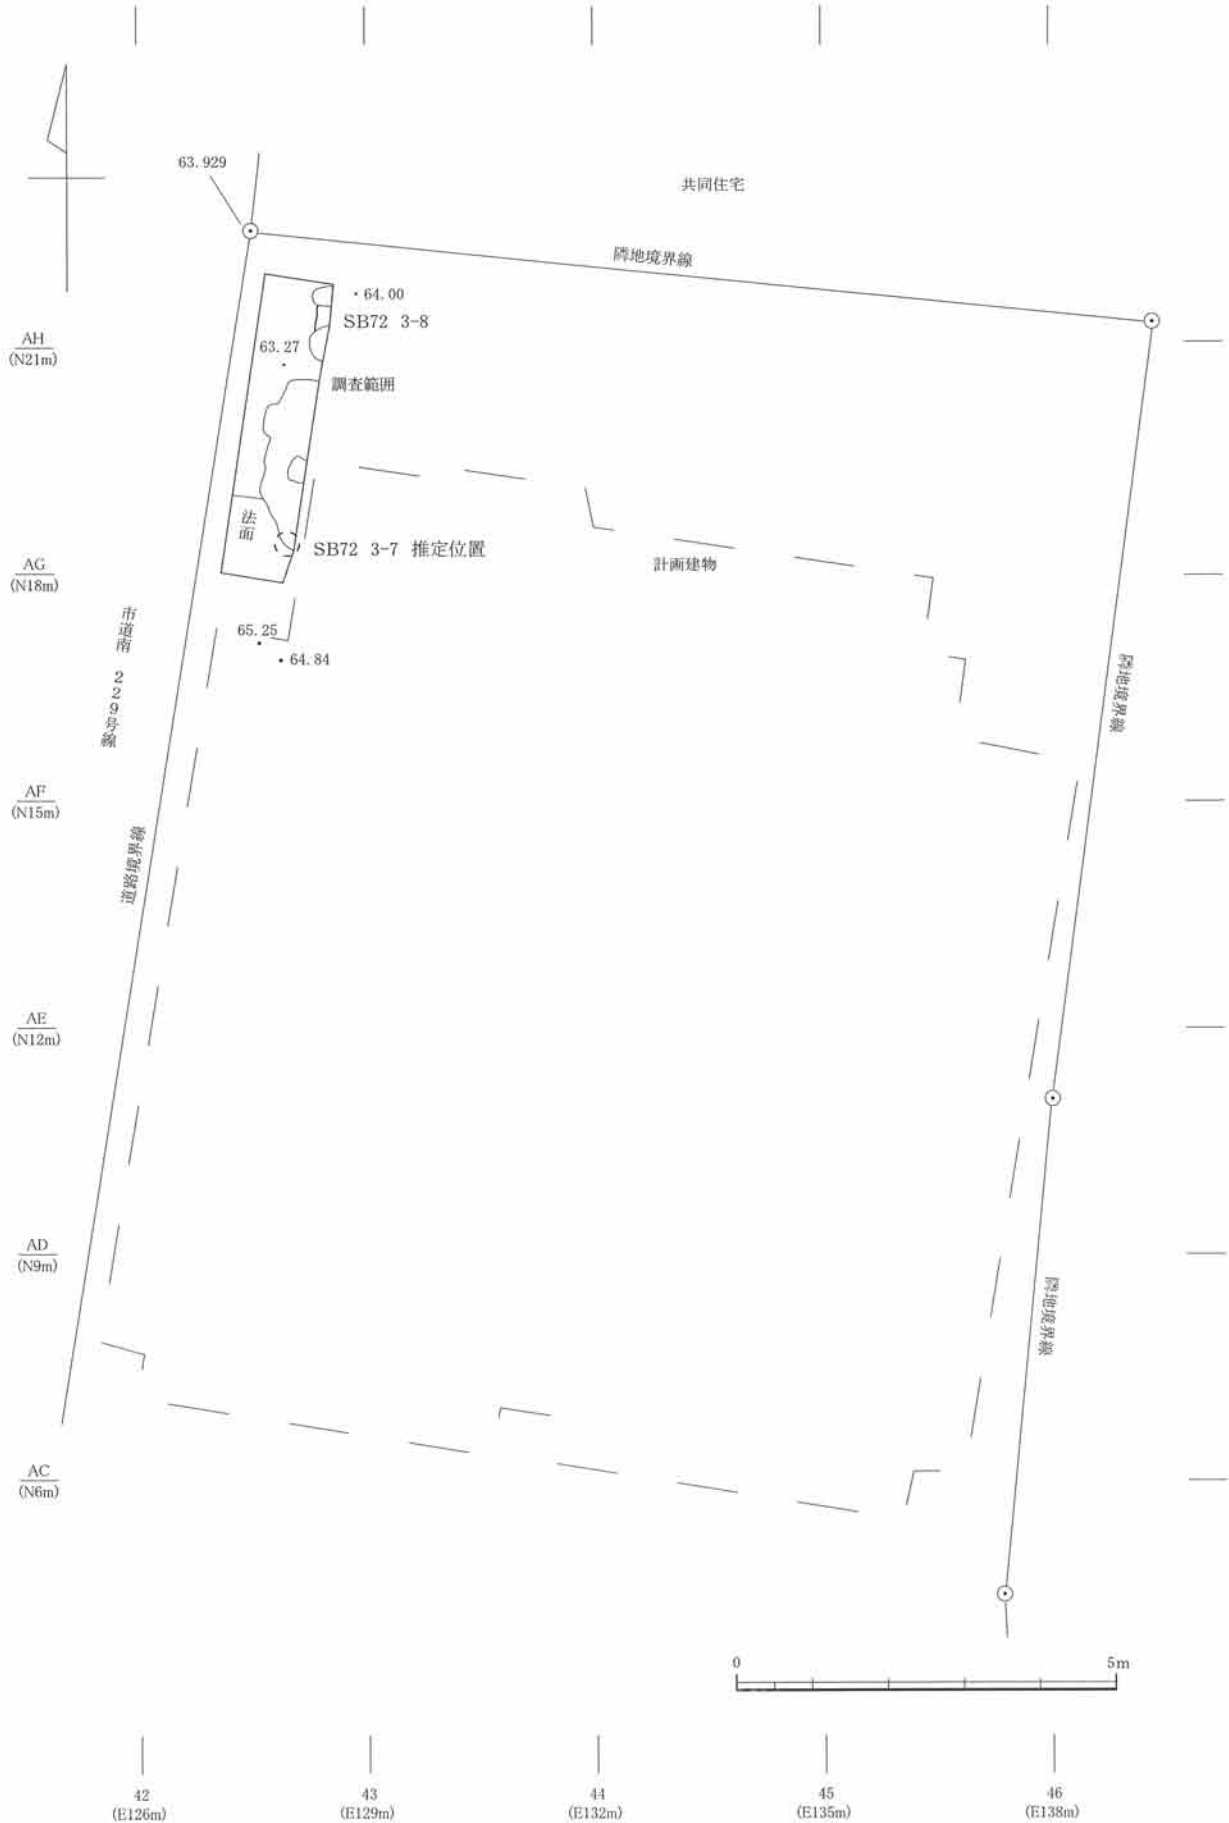 63.929
共同住宅
隣地境界線
・64.00
SB72 3-8
AH
(N21m)
63.27
調査範囲
法面
SB72 3-7 推定位置
計画建物
AG
(N18m)
市道南 229号線
65.25
64.84
隣地境界線
AF
(N15m)
道路境界線
AE
(N12m)
AD
(N9m)
隣地境界線
AC
(N6m)
0 5m
42 43 44 45 46
(E126m) (E129m) (E132m) (E135m) (E138m)